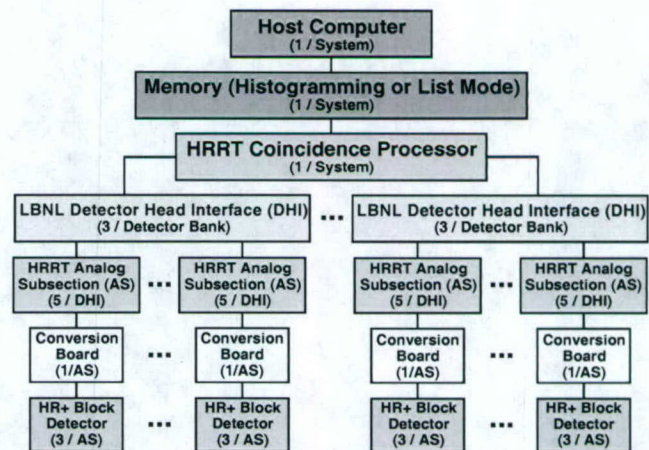 Host Computer
(1 / System)
Memory (Histogramming or List Mode)
(1 / System)
HRRT Coincidence Processor
(1 / System)
LBNL Detector Head Interface (DHI)
(3 / Detector Bank)
...
LBNL Detector Head Interface (DHI)
(3 / Detector Bank)
HRRT Analog
Subsection (AS)
(5 / DHI)
...
HRRT Analog
Subsection (AS)
(5 / DHI)
HRRT Analog
Subsection (AS)
(5 / DHI)
...
HRRT Analog
Subsection (AS)
(5 / DHI)
Conversion
Board
(1/AS)
...
Conversion
Board
(1/AS)
Conversion
Board
(1/AS)
...
Conversion
Board
(1/AS)
HR+ Block
Detector
(3 / AS)
...
HR+ Block
Detector
(3 / AS)
HR+ Block
Detector
(3 / AS)
...
HR+ Block
Detector
(3 / AS)